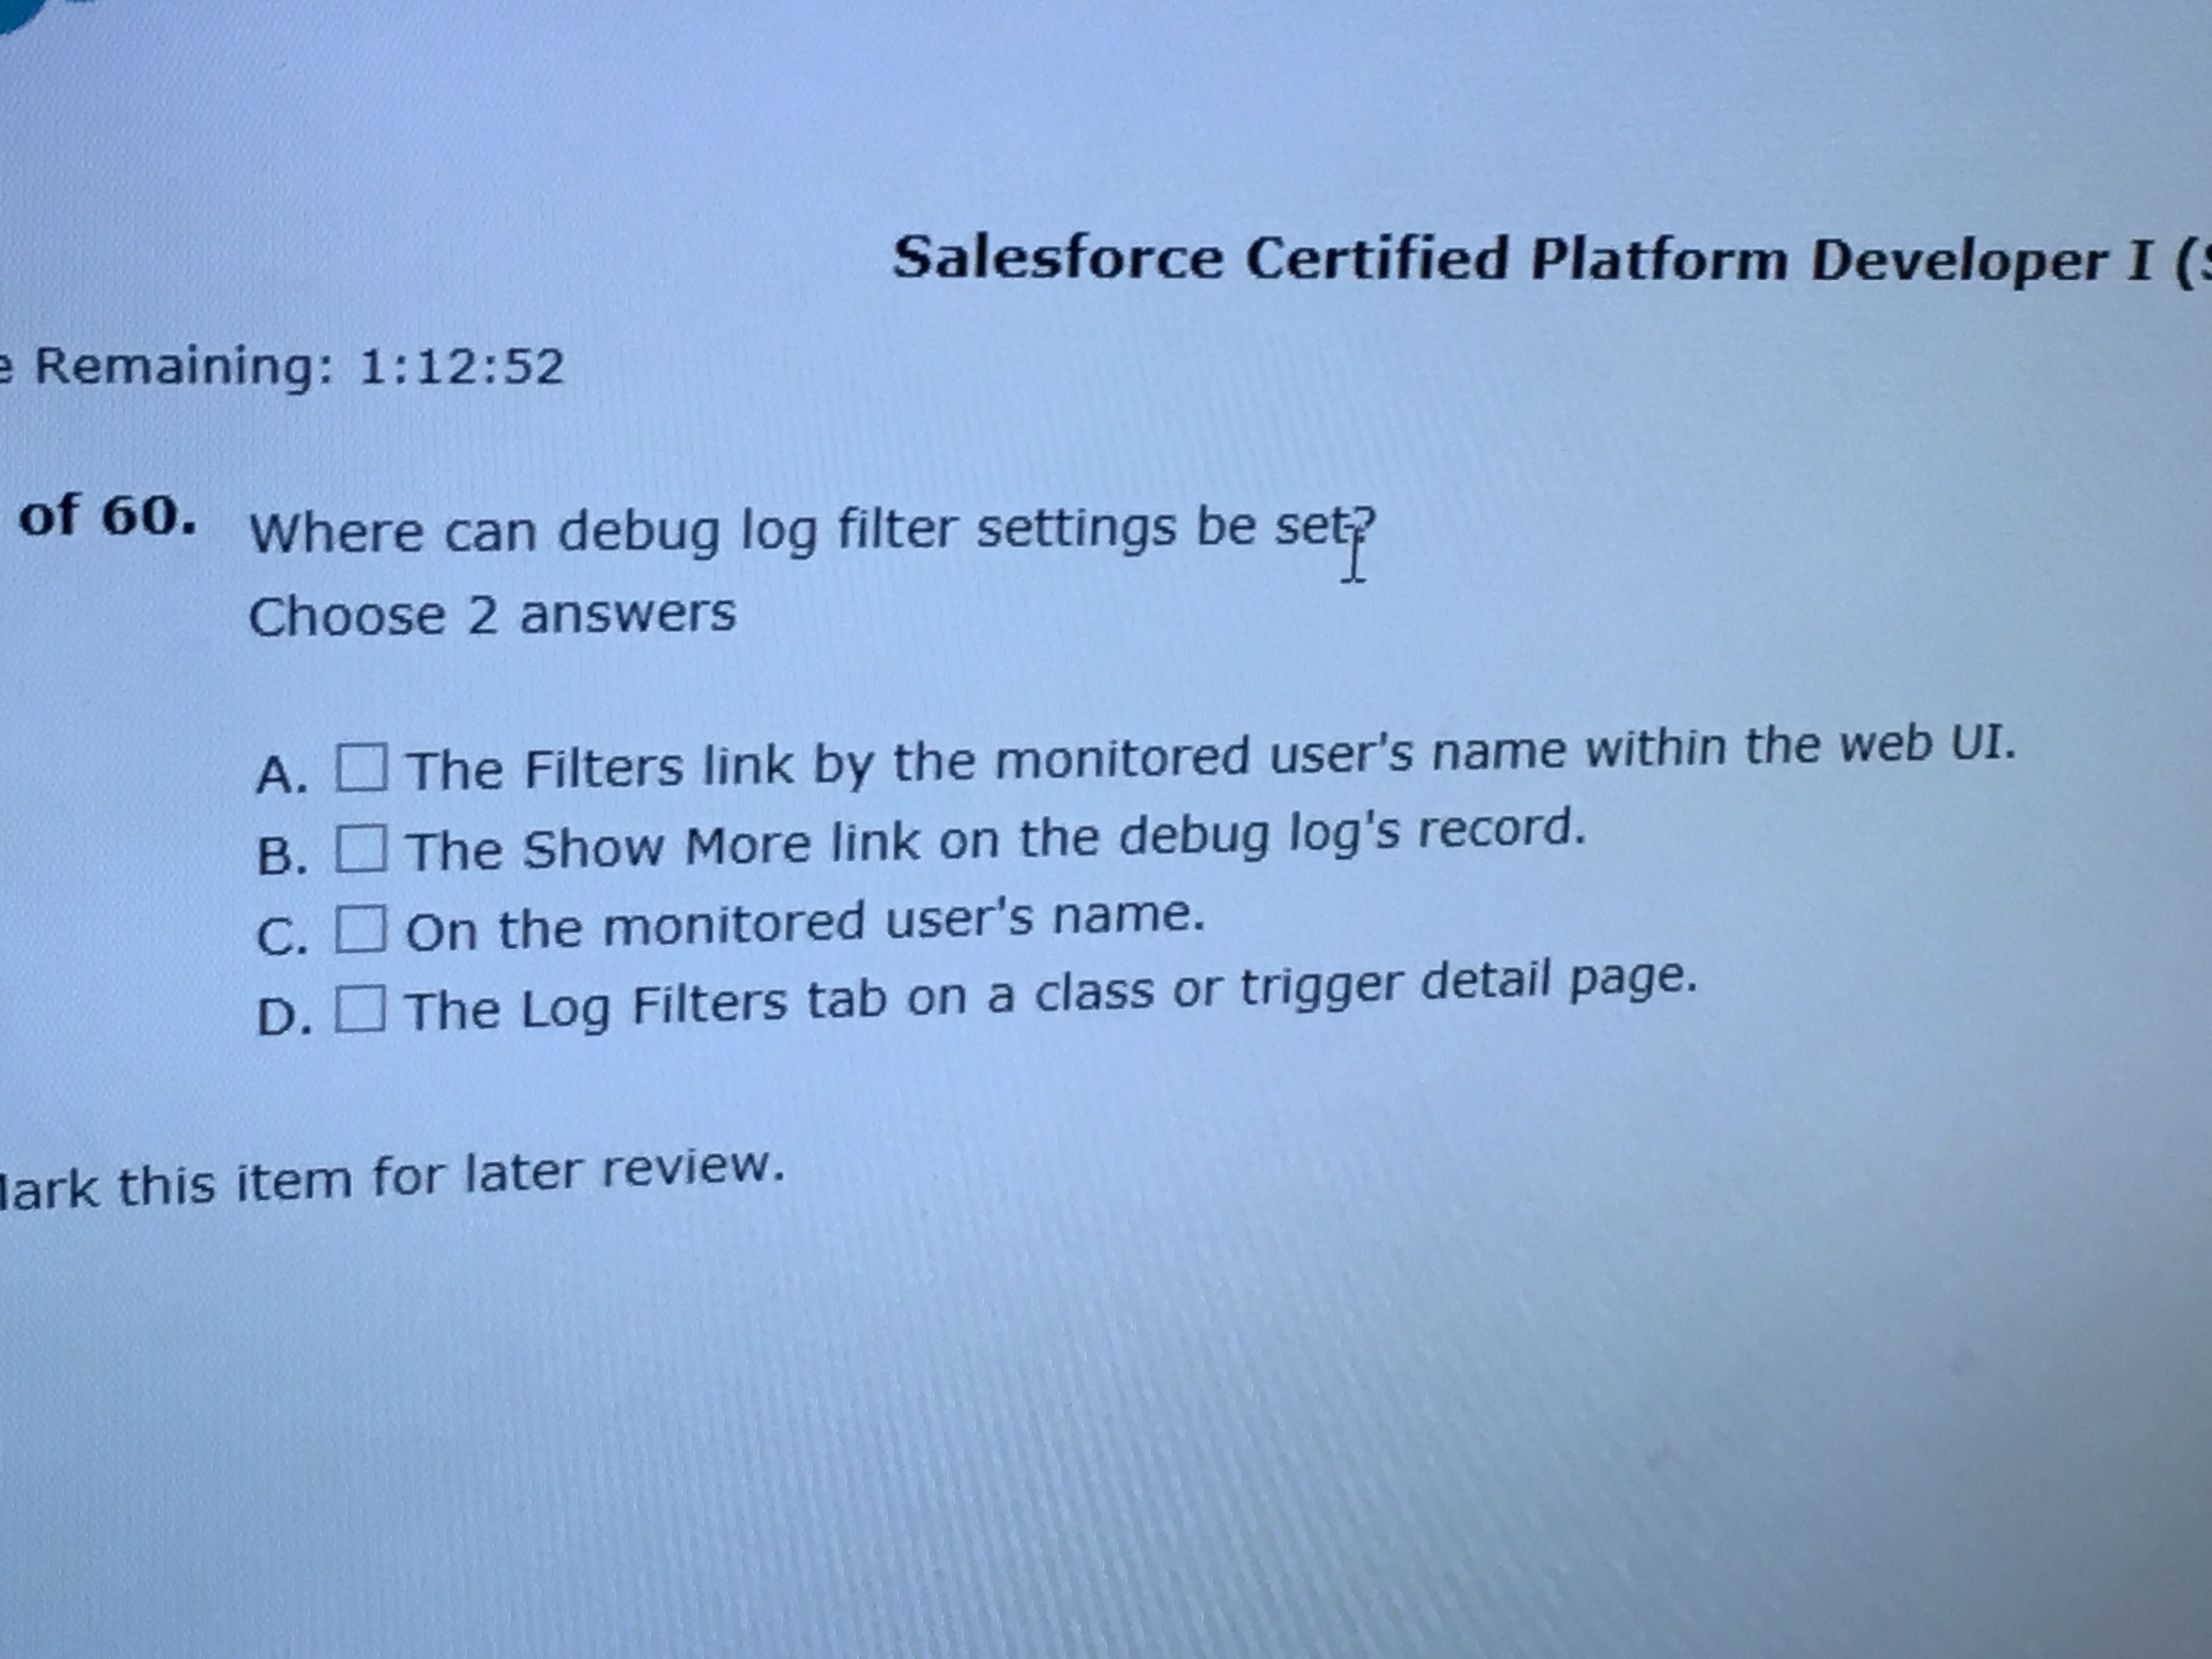 Salesforce Certified Platform Developer I (S
e Remaining: 1:12:52
of 60. Where can debug log filter settings be set?
Choose 2 answers
A. The Filters link by the monitored user's name within the web UI.
B. The Show More link on the debug log's record.
C. On the monitored user's name.
D. The Log Filters tab on a class or trigger detail page.
Mark this item for later review.